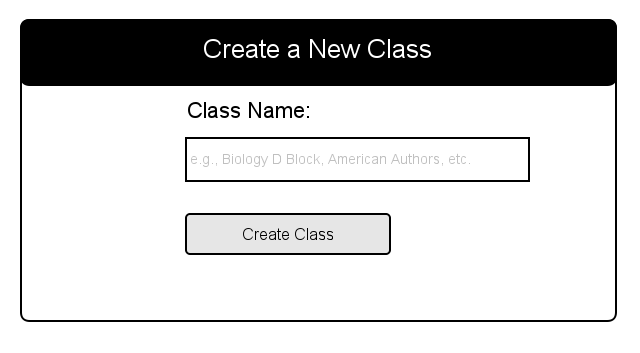 Create a New Class
Class Name:
e.g., Biology D Block, American Authors, etc.
Create Class